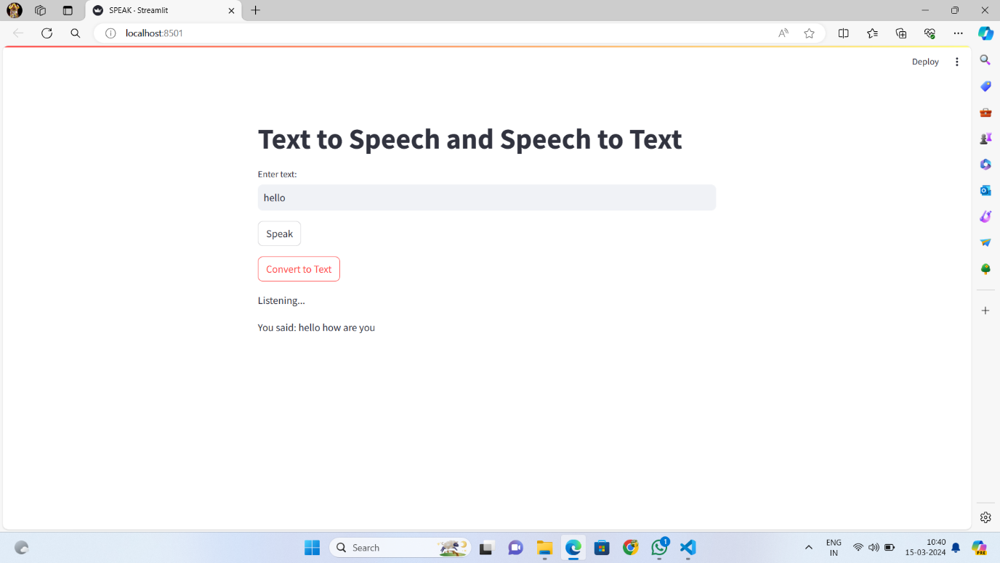 SPEAK · Streamlit
localhost:8501
Deploy
Text to Speech and Speech to Text
Enter text:
hello
Speak
Convert to Text
Listening...
You said: hello how are you
Search
1
ENG
IN
10:40
15-03-2024
PRE